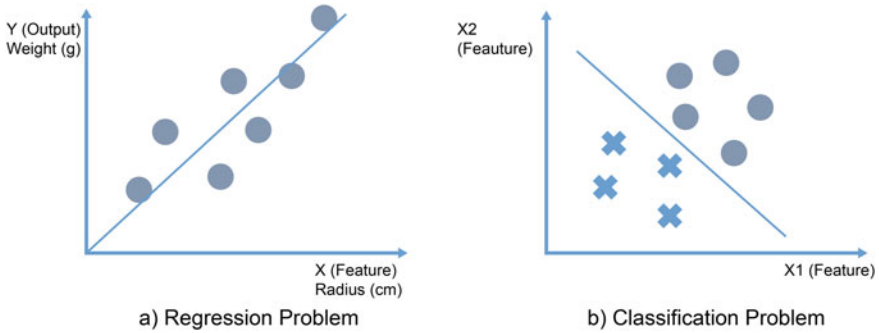 Y (Output)
Weight (g)
X (Feature)
Radius (cm)
a) Regression Problem
X2
(Feauture)
X1 (Feature)
b) Classification Problem